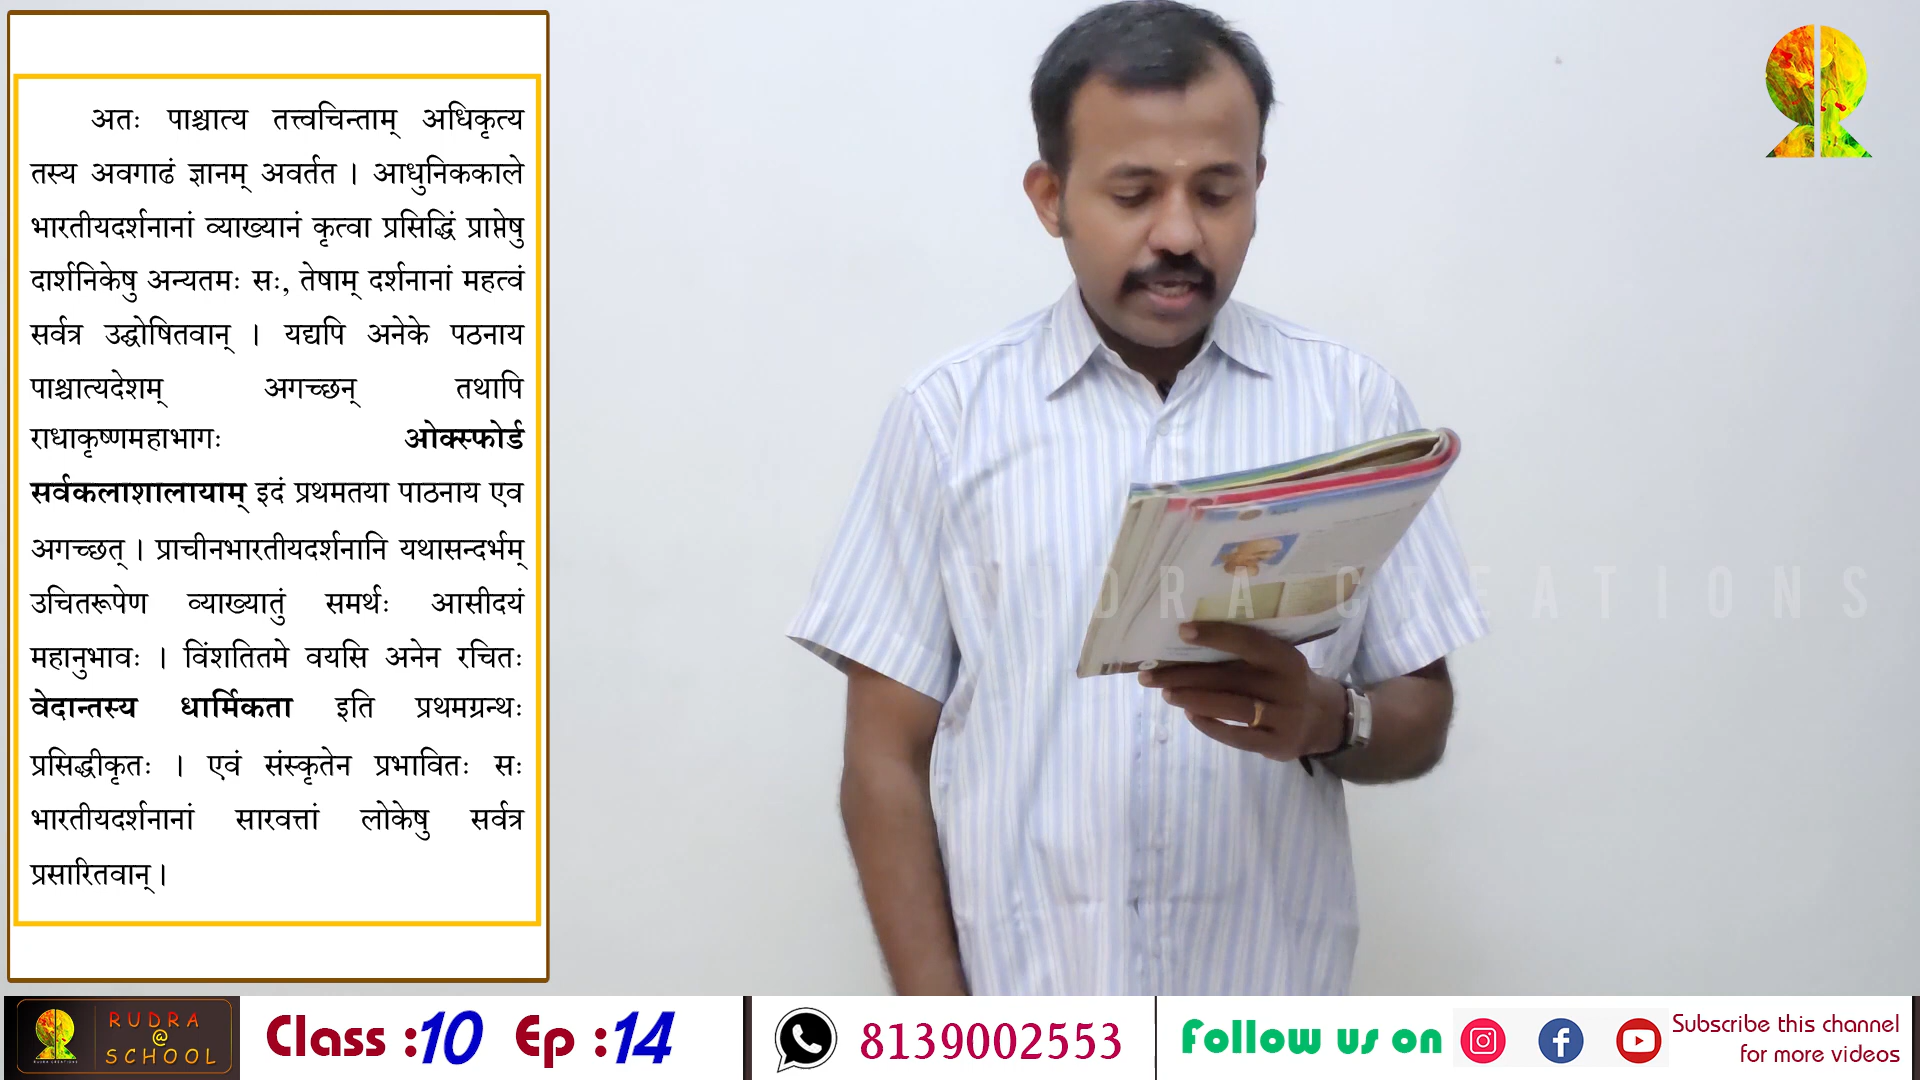 अतः पाश्चात्य तत्त्वचिन्ताम् अधिकृत्य
तस्य अवगाढं ज्ञानम् अवर्तत । आधुनिककाले
भारतीयदर्शनानां व्याख्यानं कृत्वा प्रसिद्धिं प्राप्तेषु
दार्शनिकेषु अन्यतमः सः, तेषाम् दर्शनानां महत्वं
सर्वत्र उद्घोषितवान् । यद्यपि अनेके पठनाय
पाश्चात्यदेशम् अगच्छन् तथापि
राधाकृष्णमहाभागः ओक्स्फोर्ड
सर्वकलाशालायाम् इदं प्रथमतया पाठनाय एव
अगच्छत् । प्राचीनभारतीयदर्शनानि यथासन्दर्भम्
उचितरूपेण व्याख्यातुं समर्थः आसीदयं
महानुभावः । विंशतितमे वयसि अनेन रचितः
वेदान्तस्य धार्मिकता इति प्रथमग्रन्थः
प्रसिद्धीकृतः । एवं संस्कृतेन प्रभावितः सः
भारतीयदर्शनानां सारवत्तां लोकेषु सर्वत्र
प्रसारितवान् ।
RUDRA CREATIONS
RUDRA
@
SCHOOL
Class :10 Ep :14
8139002553
Follow us on
Subscribe this channel
for more videos